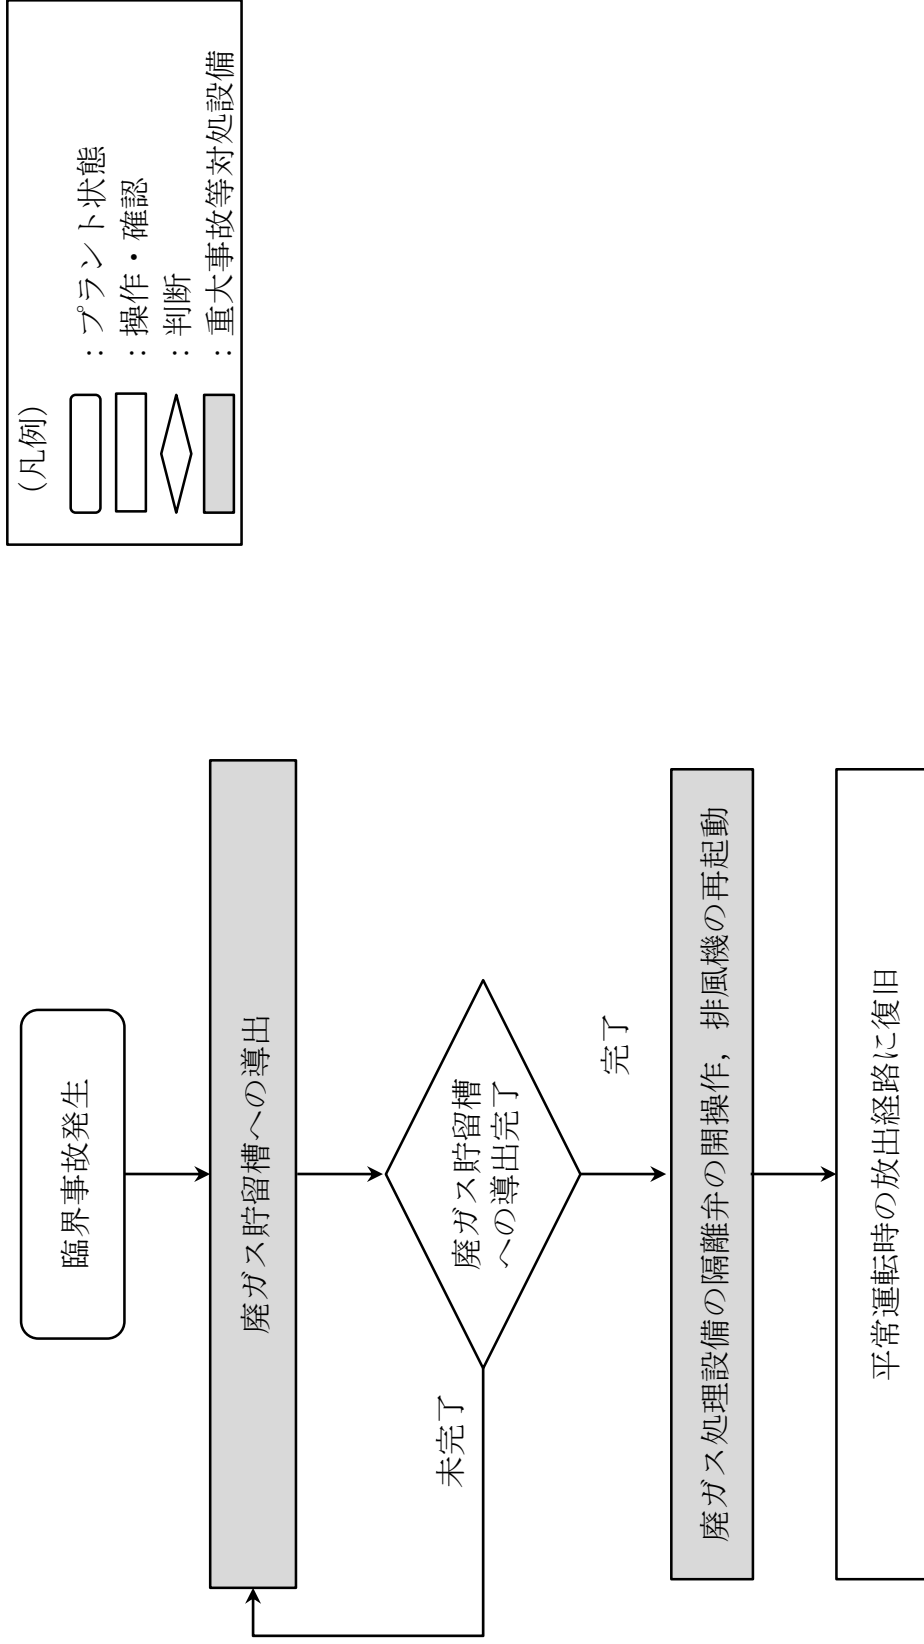 臨界事故発生
廃ガス貯留槽への導出
廃ガス貯留槽
への導出完了
未完了
完了
廃ガス処理設備の隔離弁の開操作，排風機の再起動
平常運転時の放出経路に復旧
(凡例)
：プラント状態
：操作・確認
：判断
：重大事故等対処設備